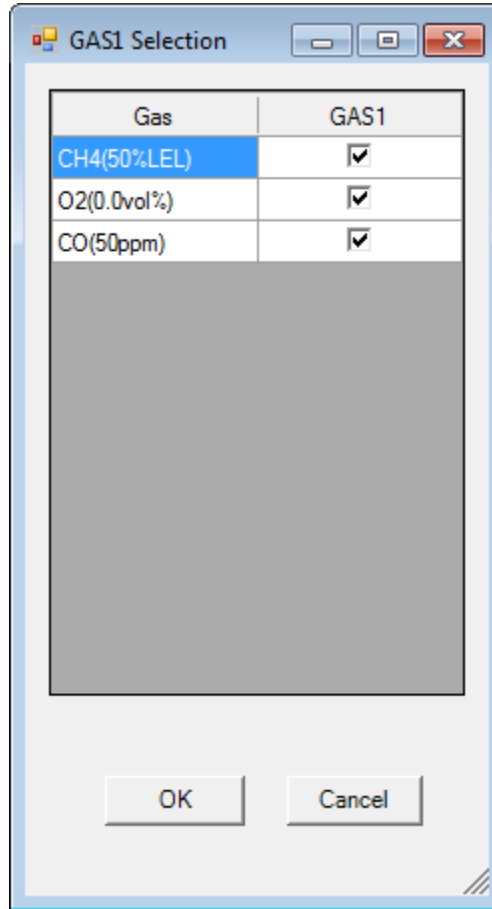 GAS1 Selection
Gas GAS1
CH4(50%LEL)
O2(0.0vol%)
CO(50ppm)
OK Cancel